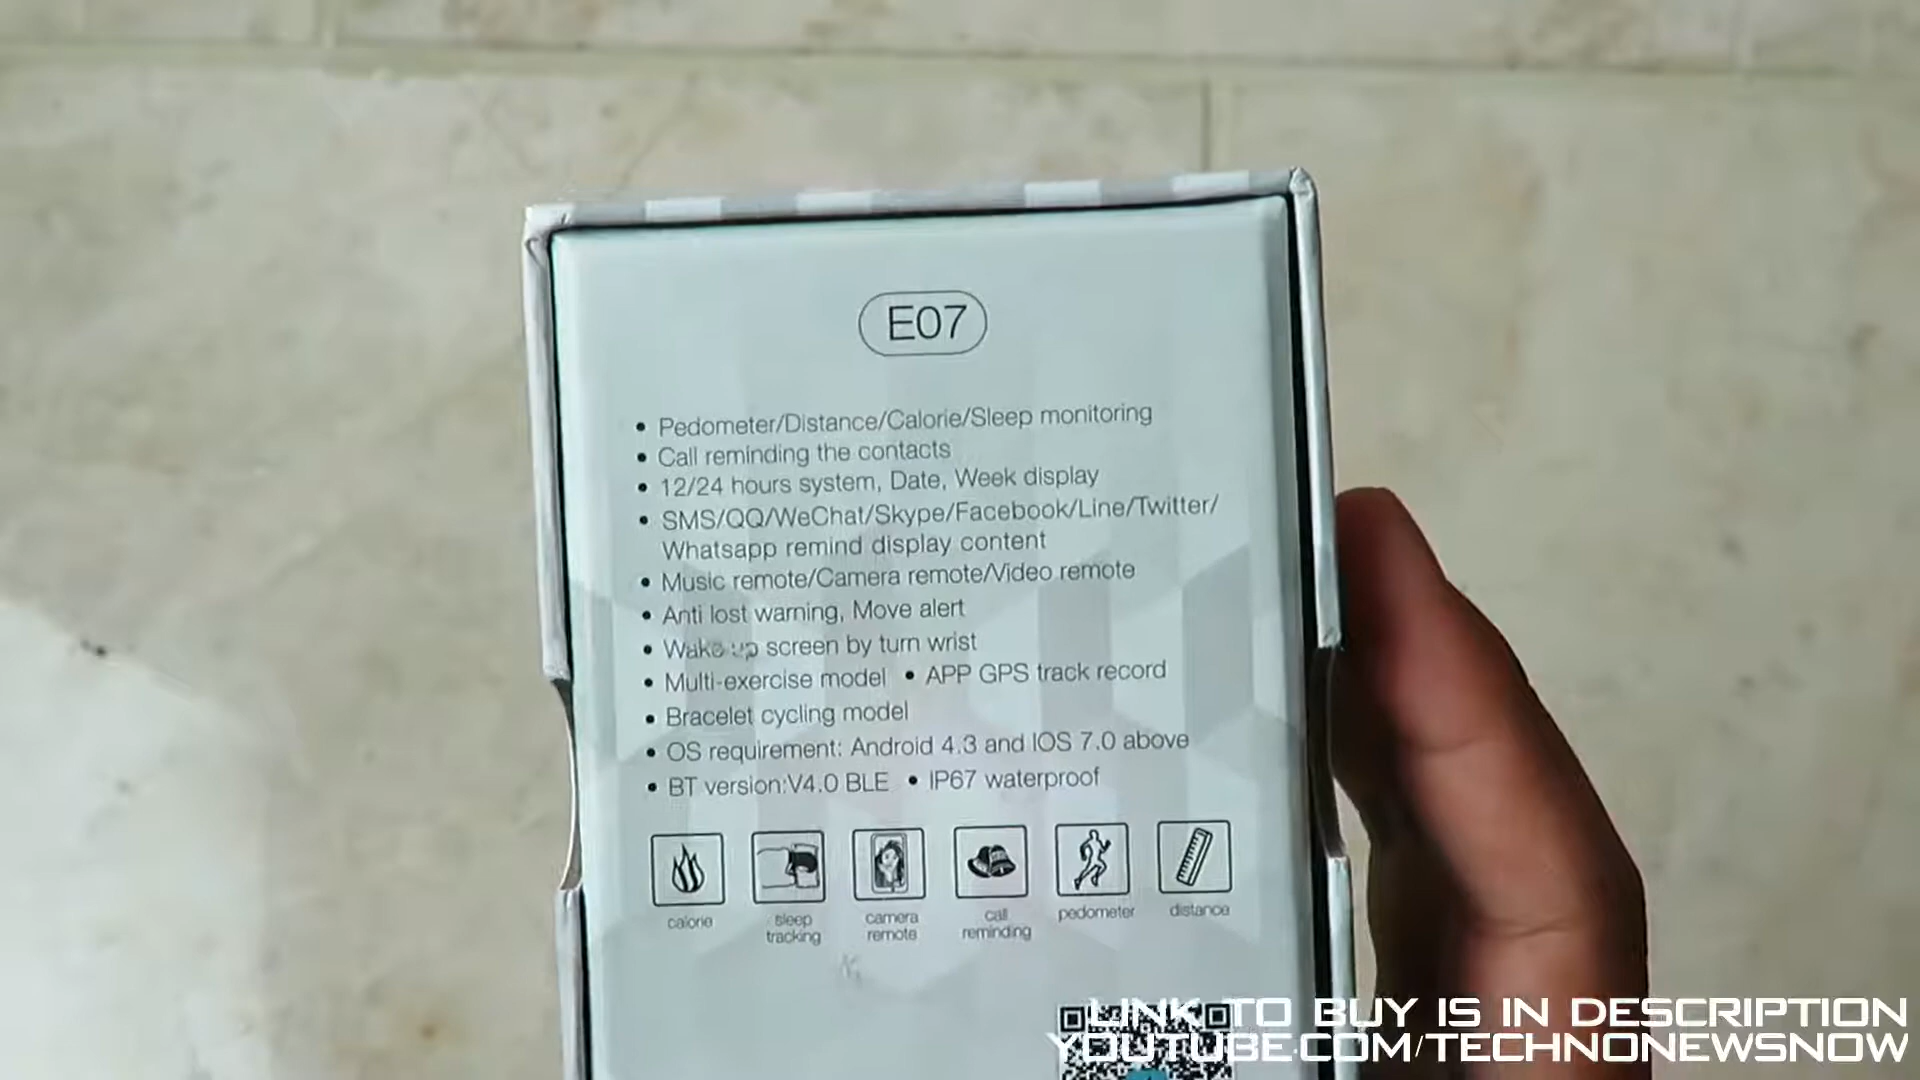 E07
• Pedometer/Distance/Calorie/Sleep monitoring
• Call reminding the contacts
• 12/24 hours system, Date, Week display
• SMS/QQ/WeChat/Skype/Facebook/Line/Twitter/
Whatsapp remind display content
• Music remote/Camera remote/Video remote
• Anti lost warning, Move alert
• Wake up screen by turn wrist
• Multi-exercise model • APP GPS track record
• Bracelet cycling model
• OS requirement: Android 4.3 and IOS 7.0 above
• BT version:V4.0 BLE • IP67 waterproof
calorie
sleep
tracking
camera
remote
call
reminding
pedometer
distance
LINK TO BUY IS IN DESCRIPTION
YOUTUBE.COM/TECHNONEWSNOW